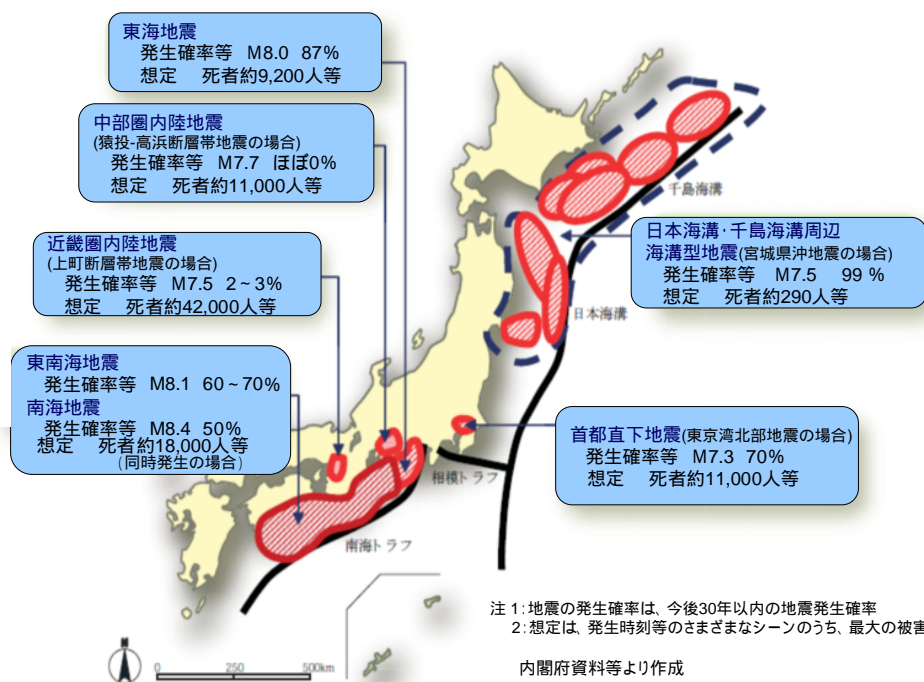 東海地震
発生確率等 M8.0 87%
想定 死者約9,200人等
中部圏内陸地震
(猿投-高浜断層帯地震の場合)
発生確率等 M7.7 ほぼ0%
想定 死者約11,000人等
近畿圏内陸地震
(上町断層帯地震の場合)
発生確率等 M7.5 2~3%
想定 死者約42,000人等
東南海地震
発生確率等 M8.1 60~70%
南海地震
発生確率等 M8.4 50%
想定 死者約18,000人等
(同時発生の場合)
千島海溝
日本海溝・千島海溝周辺
海溝型地震(宮城県沖地震の場合)
発生確率等 M7.5 99 %
想定 死者約290人等
日本海溝
首都直下地震(東京湾北部地震の場合)
発生確率等 M7.3 70%
想定 死者約11,000人等
相模トラフ
南海トラフ
注 1:地震の発生確率は、今後30年以内の地震発生確率
2:想定は、発生時刻等のさまざまなシーンのうち、最大の被害
内閣府資料等より作成
N
0 250 500km